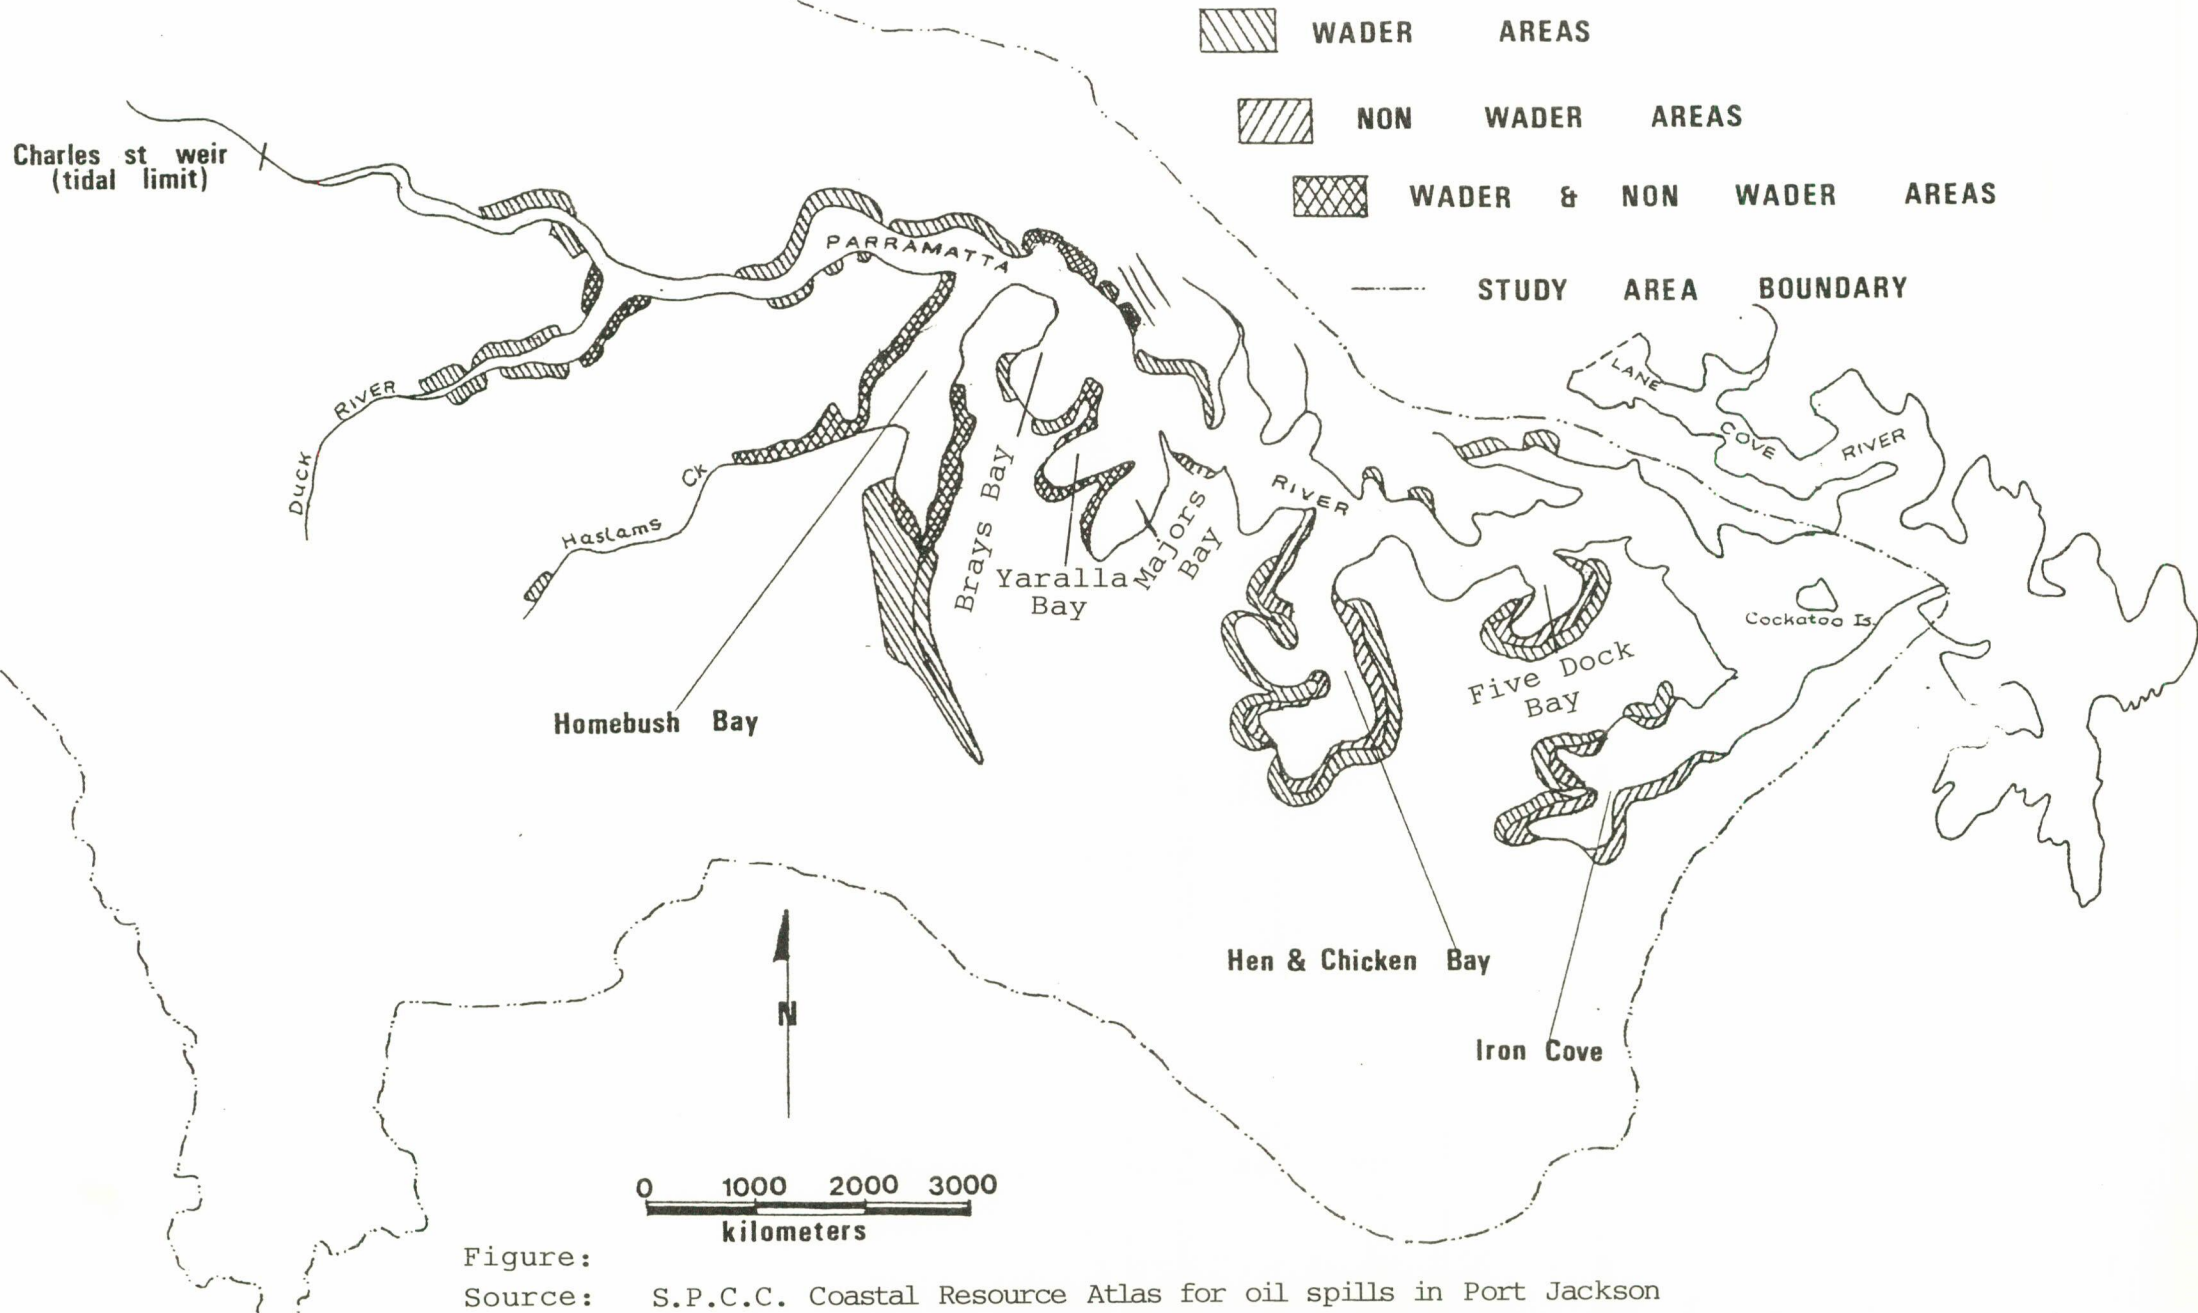 WADER AREAS
NON WADER AREAS
WADER & NON WADER AREAS
STUDY AREA BOUNDARY
Charles st weir
(tidal limit)
PARRAMATTA
RIVER
DUCK
RIVER
LANE
COVE
RIVER
Ck
Haslams
RIVER
Brays Bay
Yaralla
Bay
Majors
Bay
Cockatoo Is.
Five Dock
Bay
Homebush Bay
Hen & Chicken Bay
Iron Cove
N
0 1000 2000 3000
kilometers
Figure:
Source: S.P.C.C. Coastal Resource Atlas for oil spills in Port Jackson